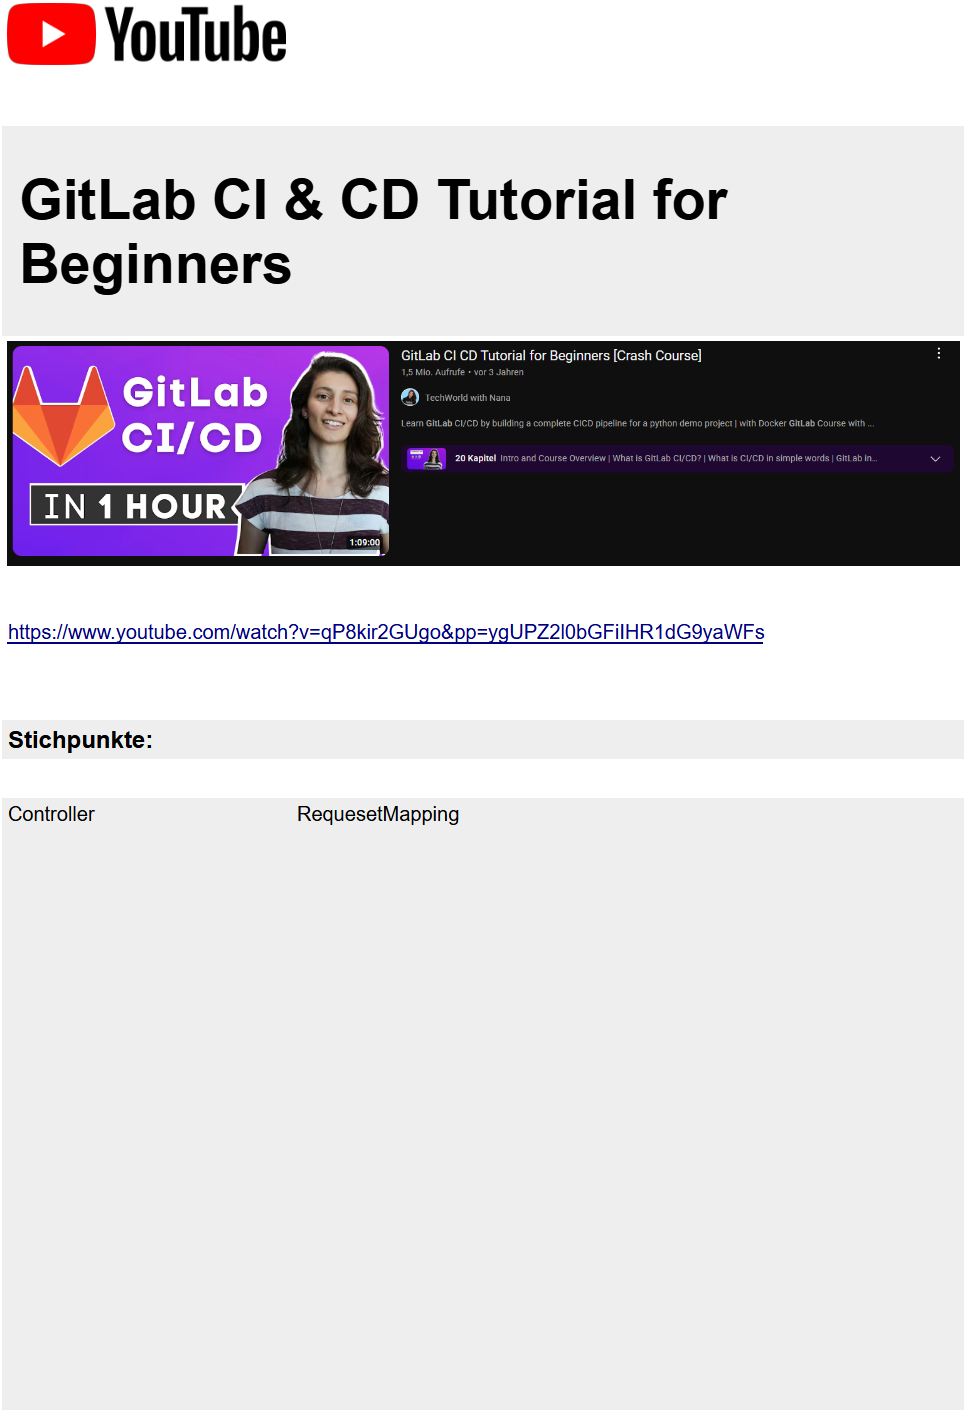 YouTube
GitLab CI & CD Tutorial for
Beginners
GitLab
CI/CD
IN 1 HOUR
1:09:00
GitLab CI CD Tutorial for Beginners [Crash Course]
1,5 Mio. Aufrufe • vor 3 Jahren
TechWorld with Nana
Learn GitLab CI/CD by building a complete CICD pipeline for a python demo project | with Docker GitLab Course with ...
20 Kapitel Intro and Course Overview | What is GitLab CI/CD? | What is CI/CD in simple words | GitLab in...
https://www.youtube.com/watch?v=qP8kir2GUgo&pp=ygUPZ2l0bGFiIHR1dG9yaWFs
Stichpunkte:
Controller RequesetMapping